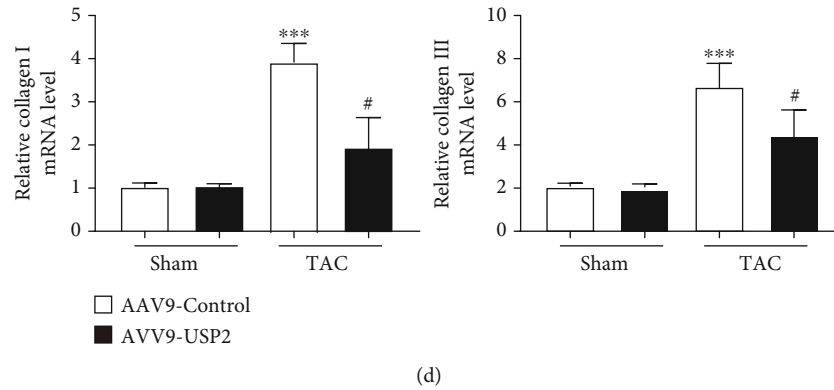 Relative collagen I
mRNA level
5
4
3
2
1
0
***
#
Sham
TAC
Relative collagen III
mRNA level
10
8
6
4
2
0
***
#
Sham
TAC
AAV9-Control
AVV9-USP2
(d)